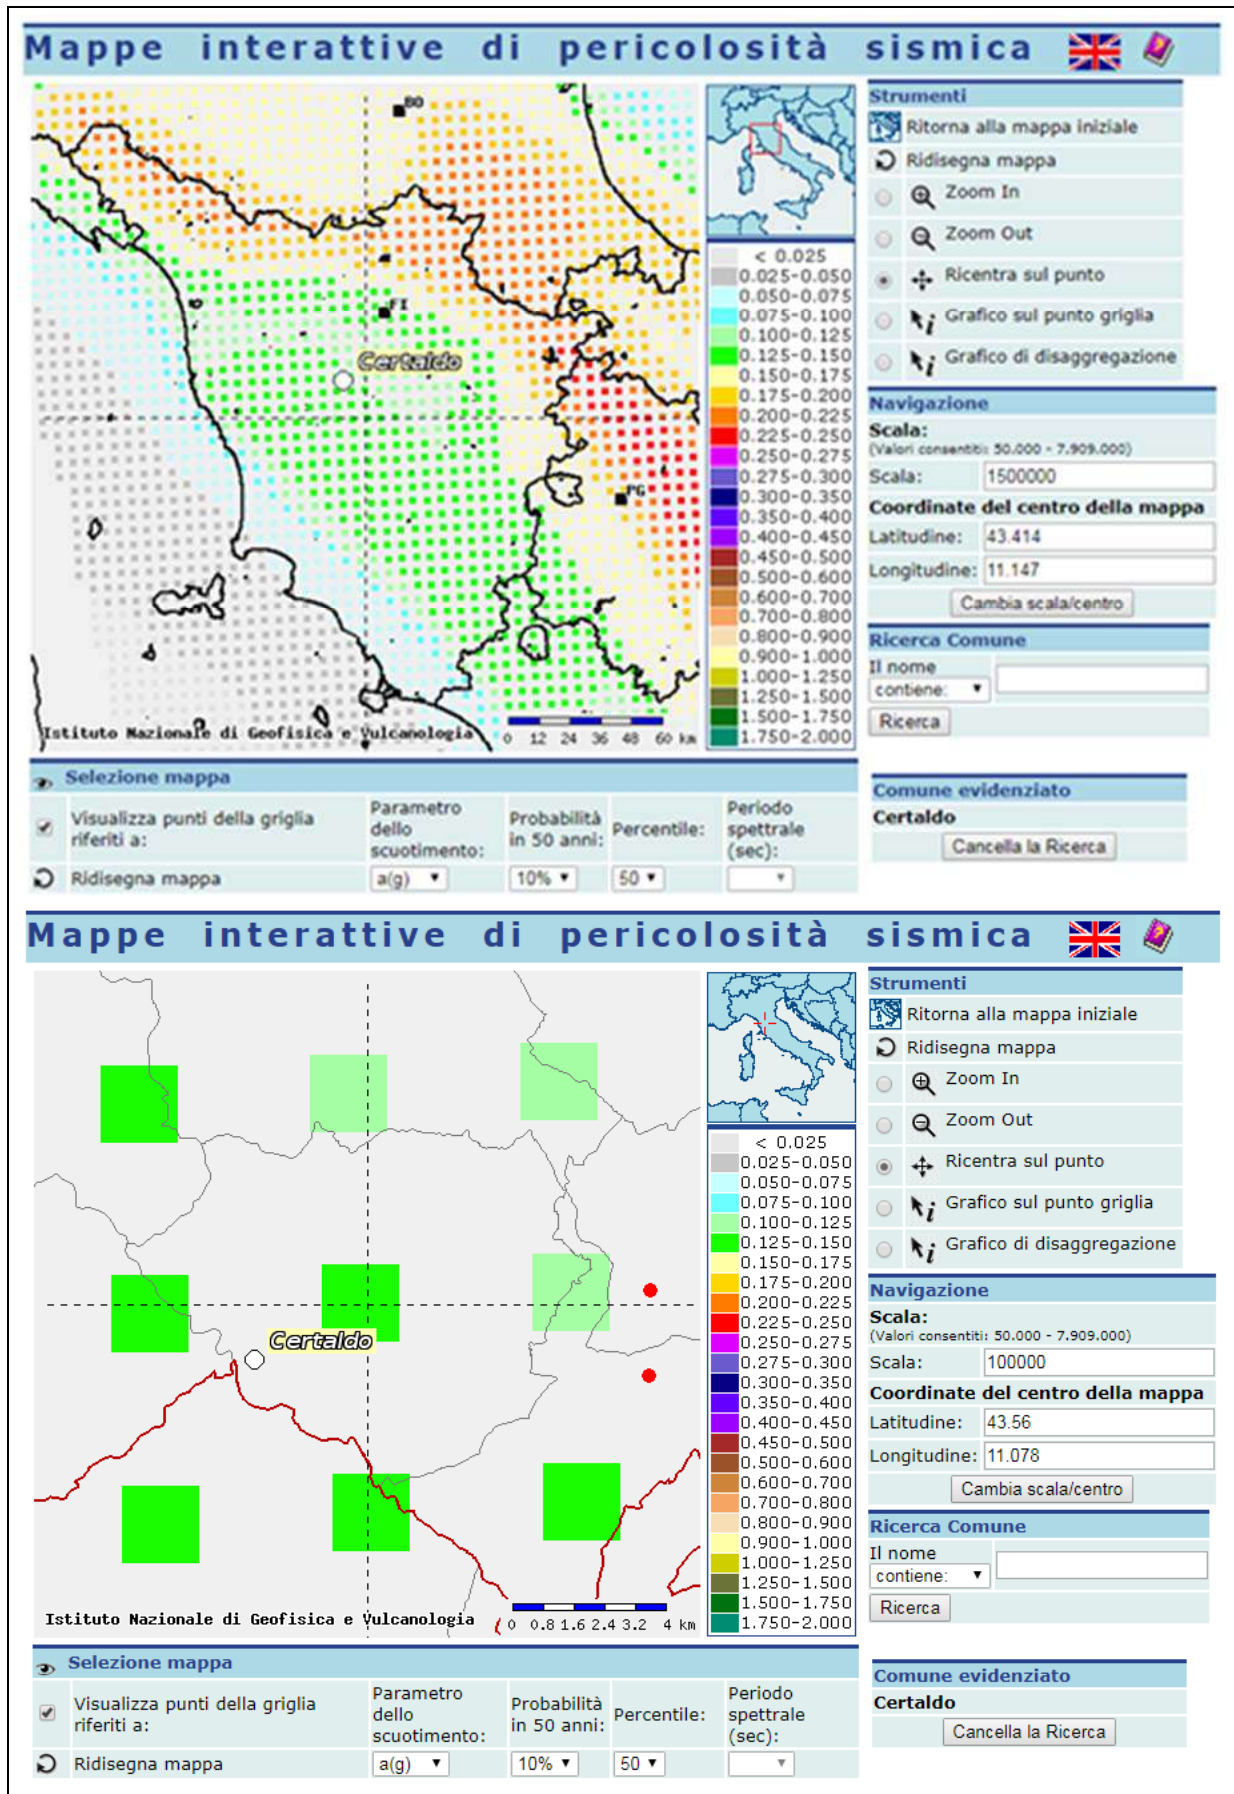 Mappe interattive di pericolosità sismica
BO
FI
Certaldo
PG
Istituto Nazionale di Geofisica e Vulcanologia
0 12 24 36 48 60 km
< 0.025
0.025-0.050
0.050-0.075
0.075-0.100
0.100-0.125
0.125-0.150
0.150-0.175
0.175-0.200
0.200-0.225
0.225-0.250
0.250-0.275
0.275-0.300
0.300-0.350
0.350-0.400
0.400-0.450
0.450-0.500
0.500-0.600
0.600-0.700
0.700-0.800
0.800-0.900
0.900-1.000
1.000-1.250
1.250-1.500
1.500-1.750
1.750-2.000
Strumenti
Ritorna alla mappa iniziale
Ridisegna mappa
Zoom In
Zoom Out
Ricentra sul punto
Grafico sul punto griglia
Grafico di disaggregazione
Navigazione
Scala:
(Valori consentiti: 50.000 - 7.909.000)
Scala: 1500000
Coordinate del centro della mappa
Latitudine: 43.414
Longitudine: 11.147
Cambia scala/centro
Ricerca Comune
Il nome
contiene:
Ricerca
Selezione mappa
Visualizza punti della griglia riferiti a:
Parametro dello scuotimento:
Probabilità in 50 anni:
Percentile:
Periodo spettrale (sec):
Ridisegna mappa
a(g)
10%
50
Comune evidenziato
Certaldo
Cancella la Ricerca
Mappe interattive di pericolosità sismica
Certaldo
Istituto Nazionale di Geofisica e Vulcanologia
0 0.8 1.6 2.4 3.2 4 km
< 0.025
0.025-0.050
0.050-0.075
0.075-0.100
0.100-0.125
0.125-0.150
0.150-0.175
0.175-0.200
0.200-0.225
0.225-0.250
0.250-0.275
0.275-0.300
0.300-0.350
0.350-0.400
0.400-0.450
0.450-0.500
0.500-0.600
0.600-0.700
0.700-0.800
0.800-0.900
0.900-1.000
1.000-1.250
1.250-1.500
1.500-1.750
1.750-2.000
Strumenti
Ritorna alla mappa iniziale
Ridisegna mappa
Zoom In
Zoom Out
Ricentra sul punto
Grafico sul punto griglia
Grafico di disaggregazione
Navigazione
Scala:
(Valori consentiti: 50.000 - 7.909.000)
Scala: 100000
Coordinate del centro della mappa
Latitudine: 43.56
Longitudine: 11.078
Cambia scala/centro
Ricerca Comune
Il nome
contiene:
Ricerca
Selezione mappa
Visualizza punti della griglia riferiti a:
Parametro dello scuotimento:
Probabilità in 50 anni:
Percentile:
Periodo spettrale (sec):
Ridisegna mappa
a(g)
10%
50
Comune evidenziato
Certaldo
Cancella la Ricerca